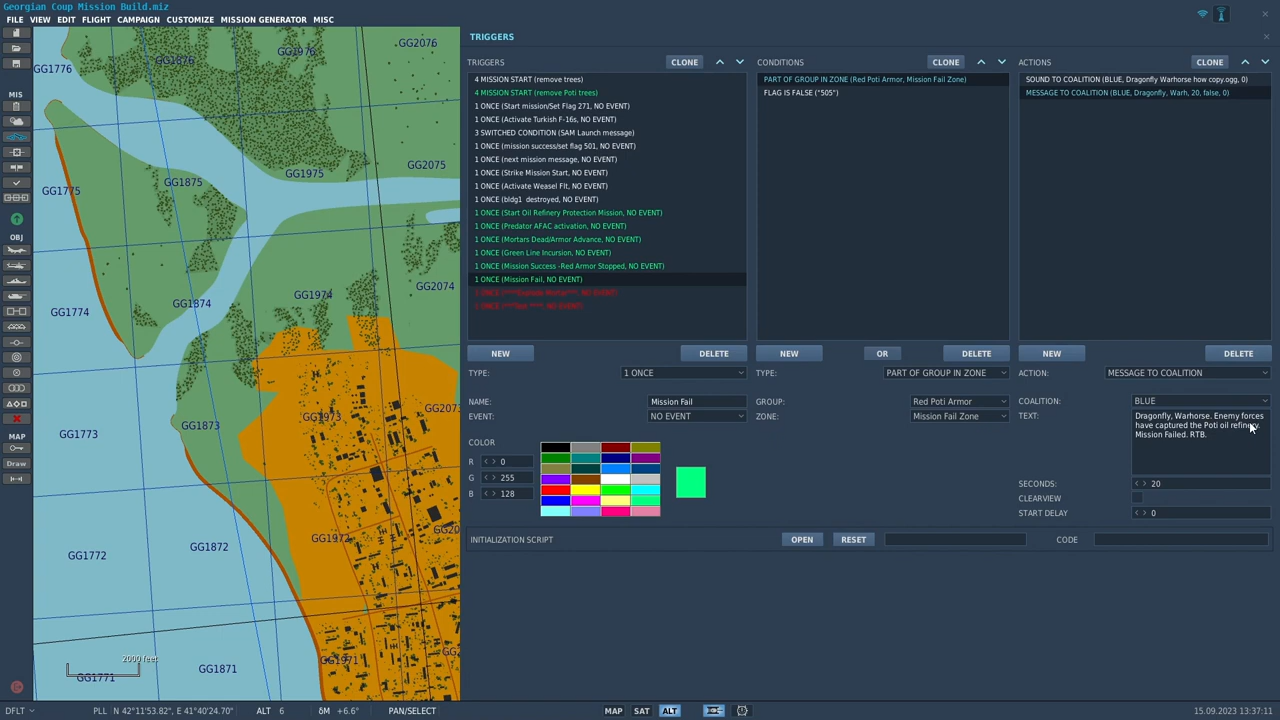 Georgian Coup Mission Build.miz
FILE VIEW EDIT FLIGHT CAMPAIGN CUSTOMIZE MISSION GENERATOR MISC
TRIGGERS
TRIGGERS CLONE
4 MISSION START (remove trees)
4 MISSION START (remove Poti trees)
1 ONCE (Start mission/Set Flag 271, NO EVENT)
1 ONCE (Activate Turkish F-16s, NO EVENT)
3 SWITCHED CONDITION (SAM Launch message)
1 ONCE (mission success/set flag 501, NO EVENT)
1 ONCE (next mission message, NO EVENT)
1 ONCE (Strike Mission Start, NO EVENT)
1 ONCE (Activate Weasel Flt, NO EVENT)
1 ONCE (bldg1 destroyed, NO EVENT)
1 ONCE (Start Oil Refinery Protection Mission, NO EVENT)
1 ONCE (Predator AFAC activation, NO EVENT)
1 ONCE (Mortars Dead/Armor Advance, NO EVENT)
1 ONCE (Green Line Incursion, NO EVENT)
1 ONCE (Mission Success -Red Armor Stopped, NO EVENT)
1 ONCE (Mission Fail, NO EVENT)
NEW DELETE
TYPE: 1 ONCE
NAME: Mission Fail
EVENT: NO EVENT
COLOR
R < > 0
G < > 255
B < > 128
CONDITIONS CLONE
PART OF GROUP IN ZONE (Red Poti Armor, Mission Fail Zone)
FLAG IS FALSE ("505")
NEW OR DELETE
TYPE: PART OF GROUP IN ZONE
GROUP: Red Poti Armor
ZONE: Mission Fail Zone
ACTIONS CLONE
SOUND TO COALITION (BLUE, Dragonfly Warhorse how copy.ogg, 0)
MESSAGE TO COALITION (BLUE, Dragonfly, Warh, 20, false, 0)
NEW DELETE
ACTION: MESSAGE TO COALITION
COALITION: BLUE
TEXT: Dragonfly, Warhorse. Enemy forces
have captured the Poti oil refinery.
Mission Failed. RTB.
SECONDS: < > 20
CLEARVIEW
START DELAY < > 0
INITIALIZATION SCRIPT OPEN RESET CODE
MIS
OBJ
MAP
Draw
GG1776
GG1876
GG1976
GG2076
GG1775
GG1875
GG1975
GG2075
GG1774
GG1874
GG1974
GG2074
GG1773
GG1873
GG1973
GG1772
GG1872
GG1972
GG1771
GG1871
GG1971
2000 feet
DFLT PLL N 42°11'53.82", E 41°40'24.70" ALT 6 δM +6.6° PAN/SELECT MAP SAT ALT 15.09.2023 13:37:11